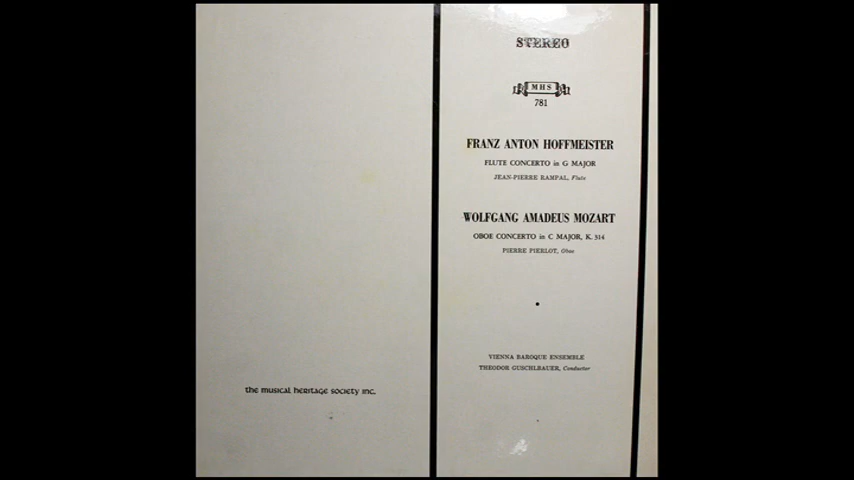 STEREO
MHS
781
FRANZ ANTON HOFFMEISTER
FLUTE CONCERTO in G MAJOR
JEAN-PIERRE RAMPAL, Flute
WOLFGANG AMADEUS MOZART
OBOE CONCERTO in C MAJOR, K. 314
PIERRE PIERLOT, Oboe
VIENNA BAROQUE ENSEMBLE
THEODOR GUSCHLBAUER, Conductor
the musical heritage society inc.